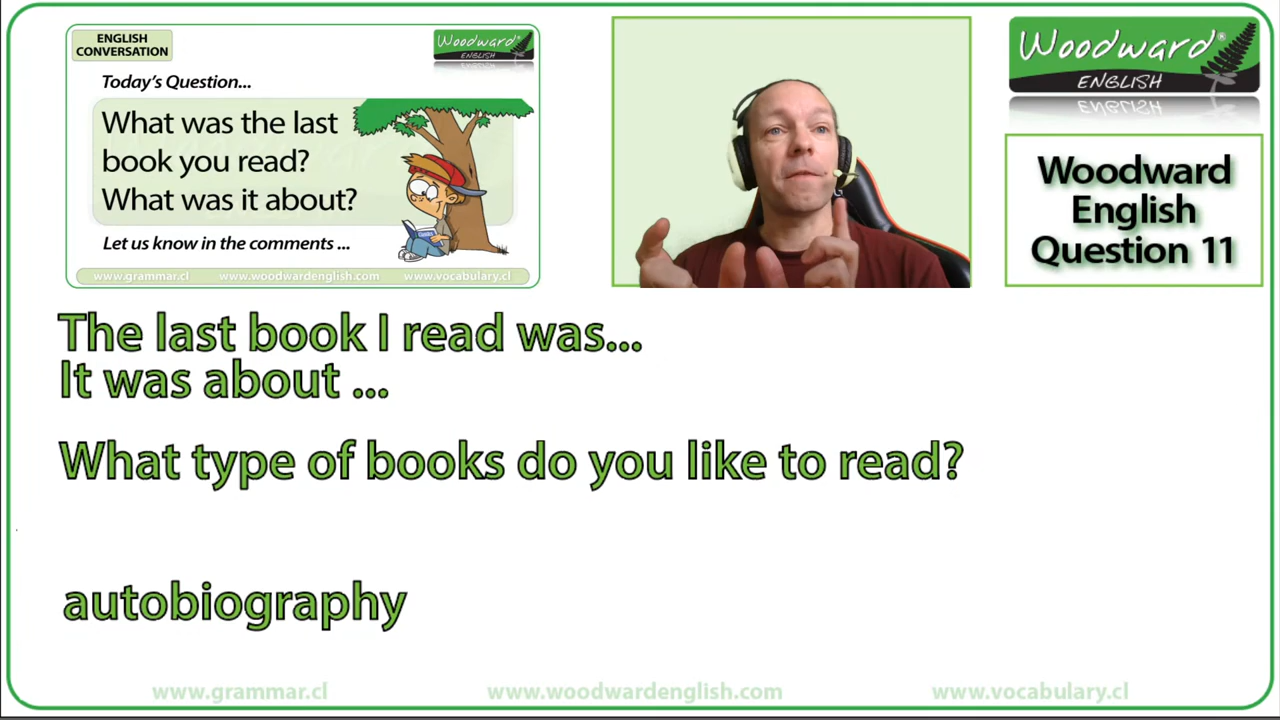 ENGLISH
CONVERSATION
Woodward®
ENGLISH
Today's Question...
What was the last
book you read?
What was it about?
Let us know in the comments ...
www.grammar.cl www.woodwardenglish.com www.vocabulary.cl
Woodward®
ENGLISH
Woodward
English
Question 11
The last book I read was...
It was about ...
What type of books do you like to read?
autobiography
www.grammar.cl www.woodwardenglish.com www.vocabulary.cl